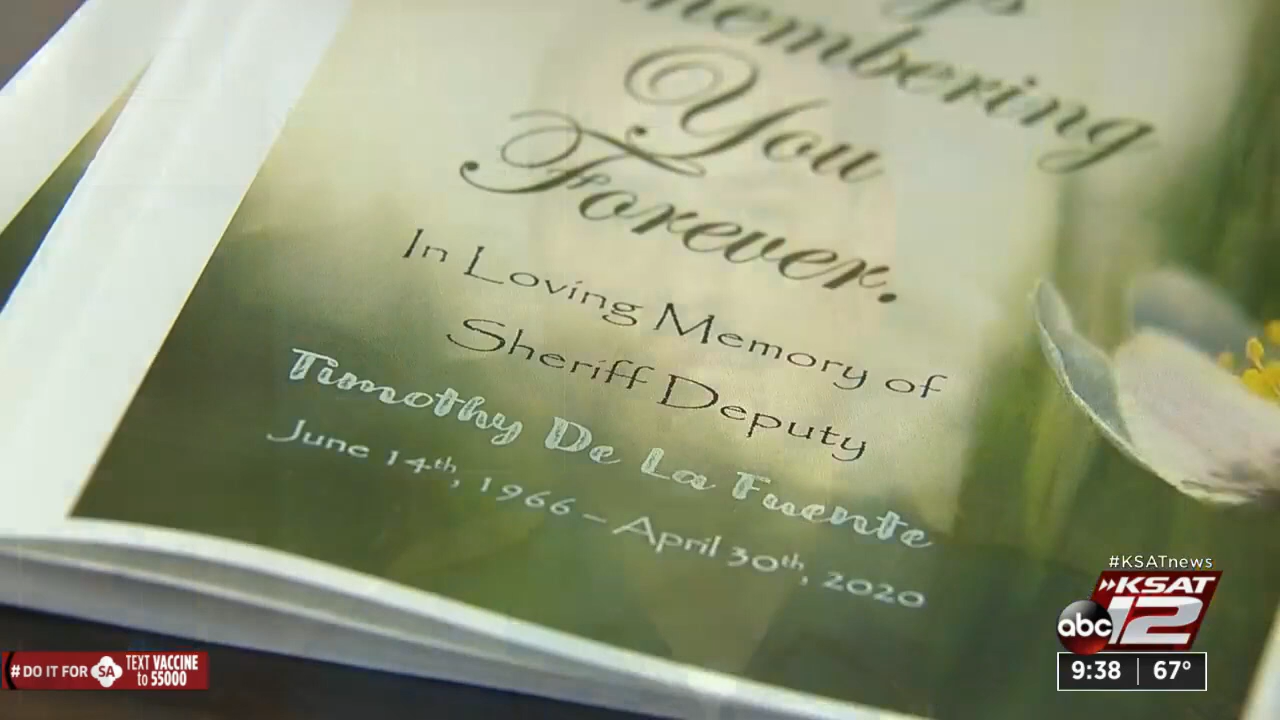 You
Forever.
In Loving Memory of
Sheriff Deputy
Timothy De La Fuente
June 14th, 1966 – April 30th, 2020
#KSATnews
KSAT
abc 12
9:38 67°
#DO IT FOR SA TEXT VACCINE
to 55000